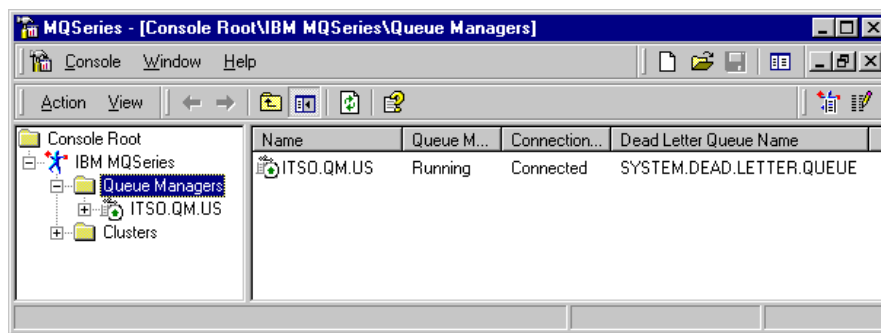 MQSeries - [Console Root\IBM MQSeries\Queue Managers]
Console Window Help
Action View
Console Root
IBM MQSeries
Queue Managers
ITSO.QM.US
Clusters
Name Queue M... Connection... Dead Letter Queue Name
ITSO.QM.US Running Connected SYSTEM.DEAD.LETTER.QUEUE